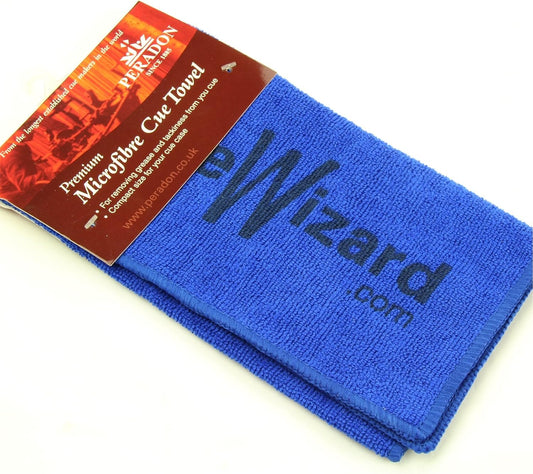 From the longest established cue makers in the world
PERADON
SINCE 1885
Premium
Microfibre Cue Towel
• For removing grease and tackiness from you cue
• Compact size for your cue case
www.peradon.co.uk
eWizard
.com